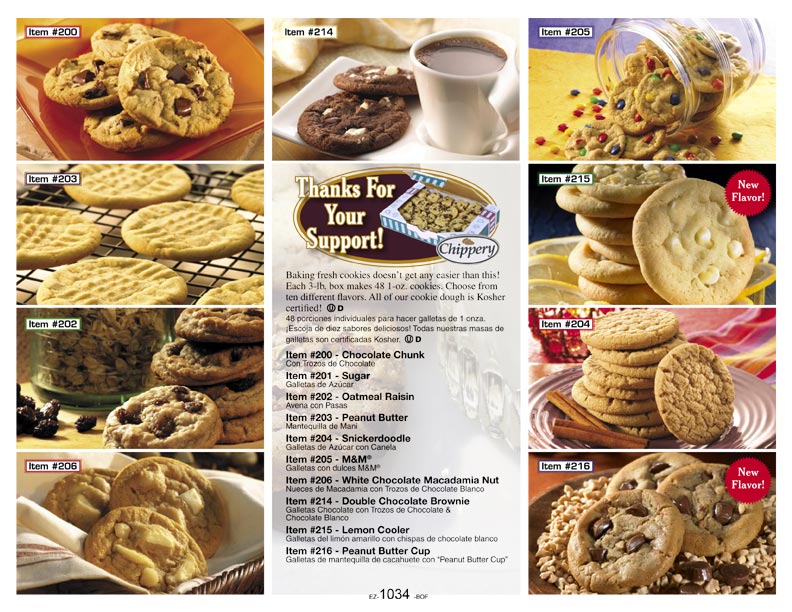 Item #200
Item #214
Item #205
Item #203
Thanks For
Your
Support!
Chippery
Item #215
New
Flavor!
Baking fresh cookies doesn't get any easier than this!
Each 3-lb. box makes 48 1-oz. cookies. Choose from
ten different flavors. All of our cookie dough is Kosher
certified! Ⓤ D
48 porciones individuales para hacer galletas de 1 onza.
¡Escoja de diez sabores deliciosos! Todas nuestras masas de
galletas son certificadas Kosher. Ⓤ D
Item #202
Item #204
Item #200 - Chocolate Chunk
Con Trozos de Chocolate
Item #201 - Sugar
Galletas de Azúcar
Item #202 - Oatmeal Raisin
Avena con Pasas
Item #203 - Peanut Butter
Mantequilla de Mani
Item #204 - Snickerdoodle
Galletas de Azúcar con Canela
Item #205 - M&M®
Galletas con dulces M&M®
Item #206 - White Chocolate Macadamia Nut
Nueces de Macadamia con Trozos de Chocolate Blanco
Item #214 - Double Chocolate Brownie
Galletas Chocolate con Trozos de Chocolate &
Chocolate Blanco
Item #215 - Lemon Cooler
Galletas del limón amarillo con chispas de chocolate blanco
Item #216 - Peanut Butter Cup
Galletas de mantequilla de cacahuete con "Peanut Butter Cup"
Item #206
Item #216
New
Flavor!
EZ-1034-BOF